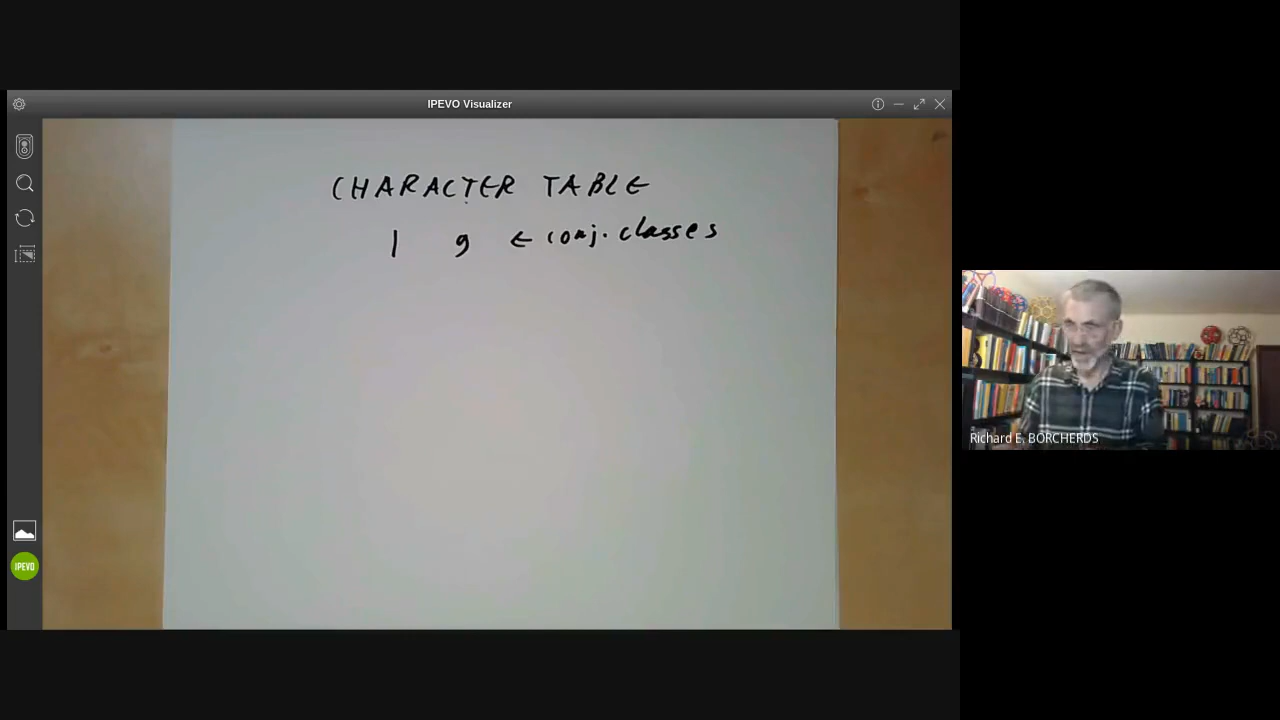 IPEVO Visualizer
CHARACTER TABLE
1 g ← conj. classes
Richard E. BORCHERDS
IPEVO